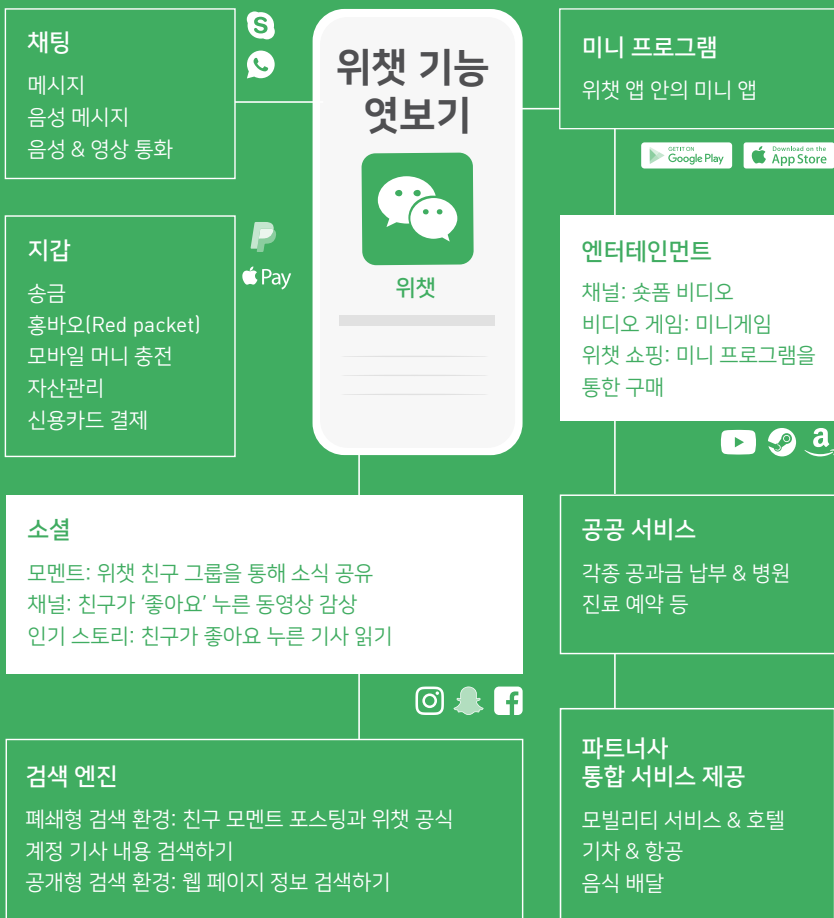 위챗 기능
엿보기
위챗
채팅
메시지
음성 메시지
음성 & 영상 통화
지갑
송금
홍바오(Red packet)
모바일 머니 충전
자산관리
신용카드 결제
Pay
소셜
모멘트: 위챗 친구 그룹을 통해 소식 공유
채널: 친구가 '좋아요' 누른 동영상 감상
인기 스토리: 친구가 좋아요 누른 기사 읽기
검색 엔진
폐쇄형 검색 환경: 친구 모멘트 포스팅과 위챗 공식
계정 기사 내용 검색하기
공개형 검색 환경: 웹 페이지 정보 검색하기
미니 프로그램
위챗 앱 안의 미니 앱
GET IT ON
Google Play
Download on the
App Store
엔터테인먼트
채널: 숏폼 비디오
비디오 게임: 미니게임
위챗 쇼핑: 미니 프로그램을
통한 구매
공공 서비스
각종 공과금 납부 & 병원
진료 예약 등
파트너사
통합 서비스 제공
모빌리티 서비스 & 호텔
기차 & 항공
음식 배달